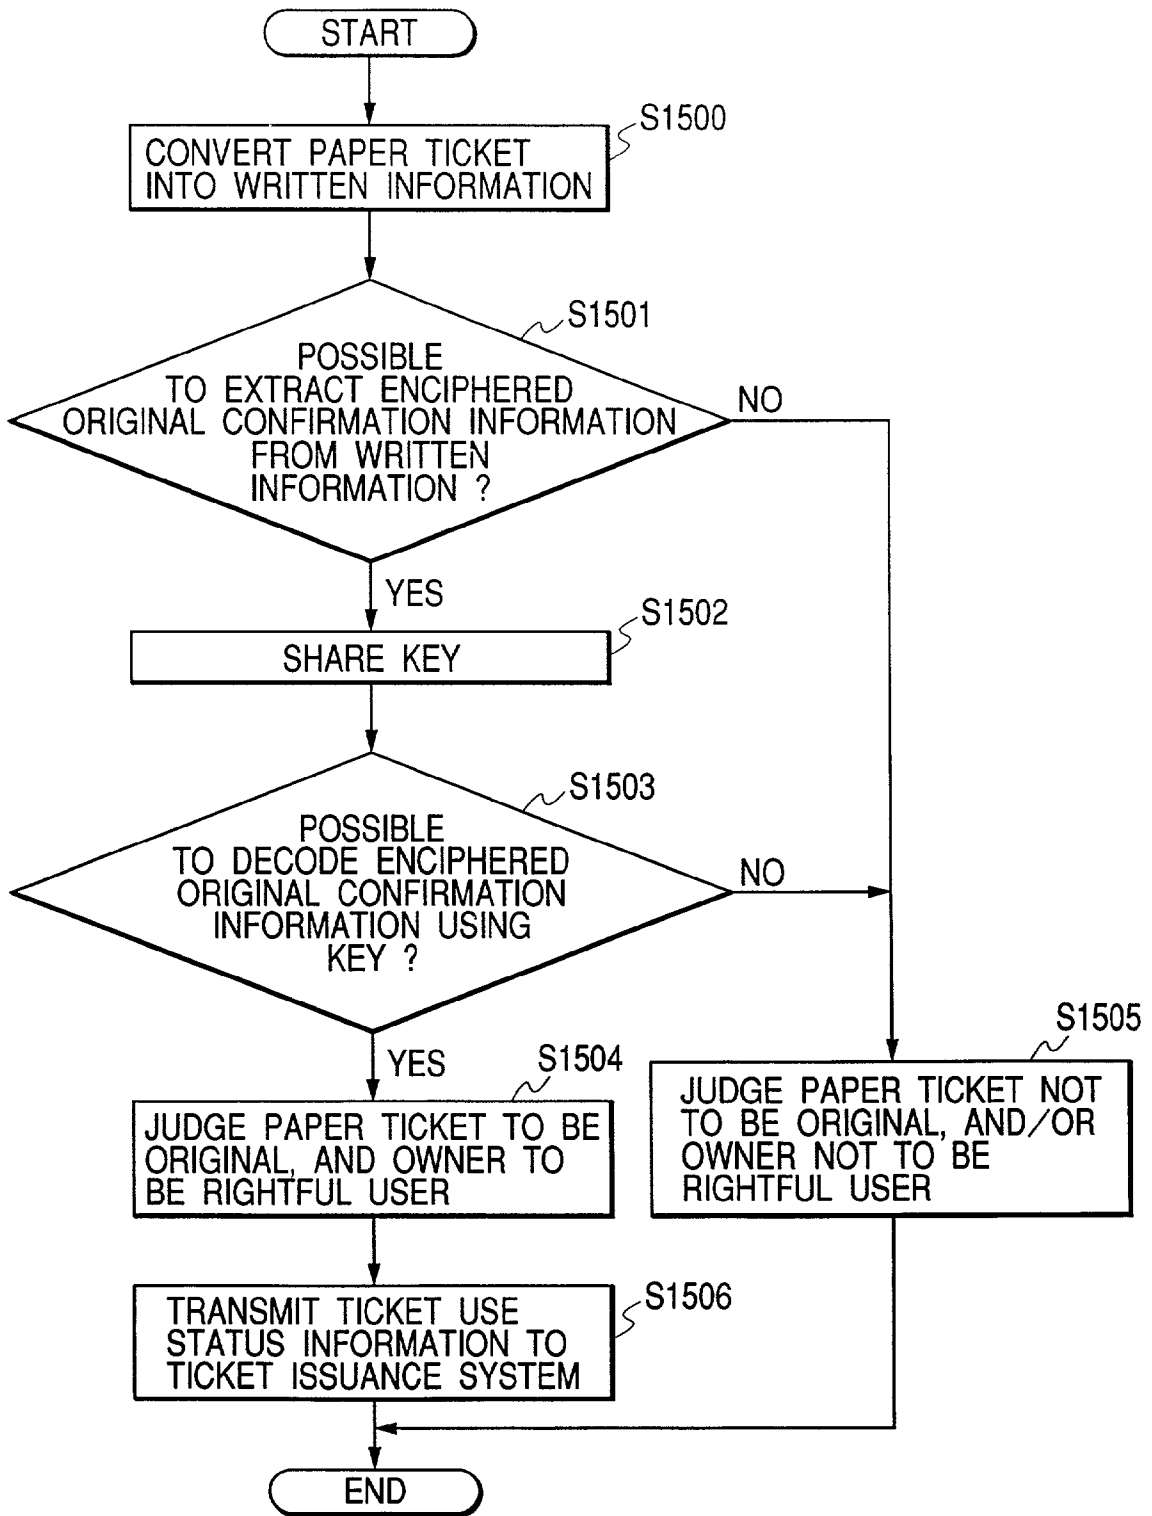 START
S1500
CONVERT PAPER TICKET
INTO WRITTEN INFORMATION
S1501
POSSIBLE
TO EXTRACT ENCIPHERED
ORIGINAL CONFIRMATION INFORMATION
FROM WRITTEN
INFORMATION ?
NO
YES
S1502
SHARE KEY
S1503
POSSIBLE
TO DECODE ENCIPHERED
ORIGINAL CONFIRMATION
INFORMATION USING
KEY ?
NO
YES
S1504
JUDGE PAPER TICKET TO BE
ORIGINAL, AND OWNER TO
BE RIGHTFUL USER
S1505
JUDGE PAPER TICKET NOT
TO BE ORIGINAL, AND/OR
OWNER NOT TO BE
RIGHTFUL USER
S1506
TRANSMIT TICKET USE
STATUS INFORMATION TO
TICKET ISSUANCE SYSTEM
END